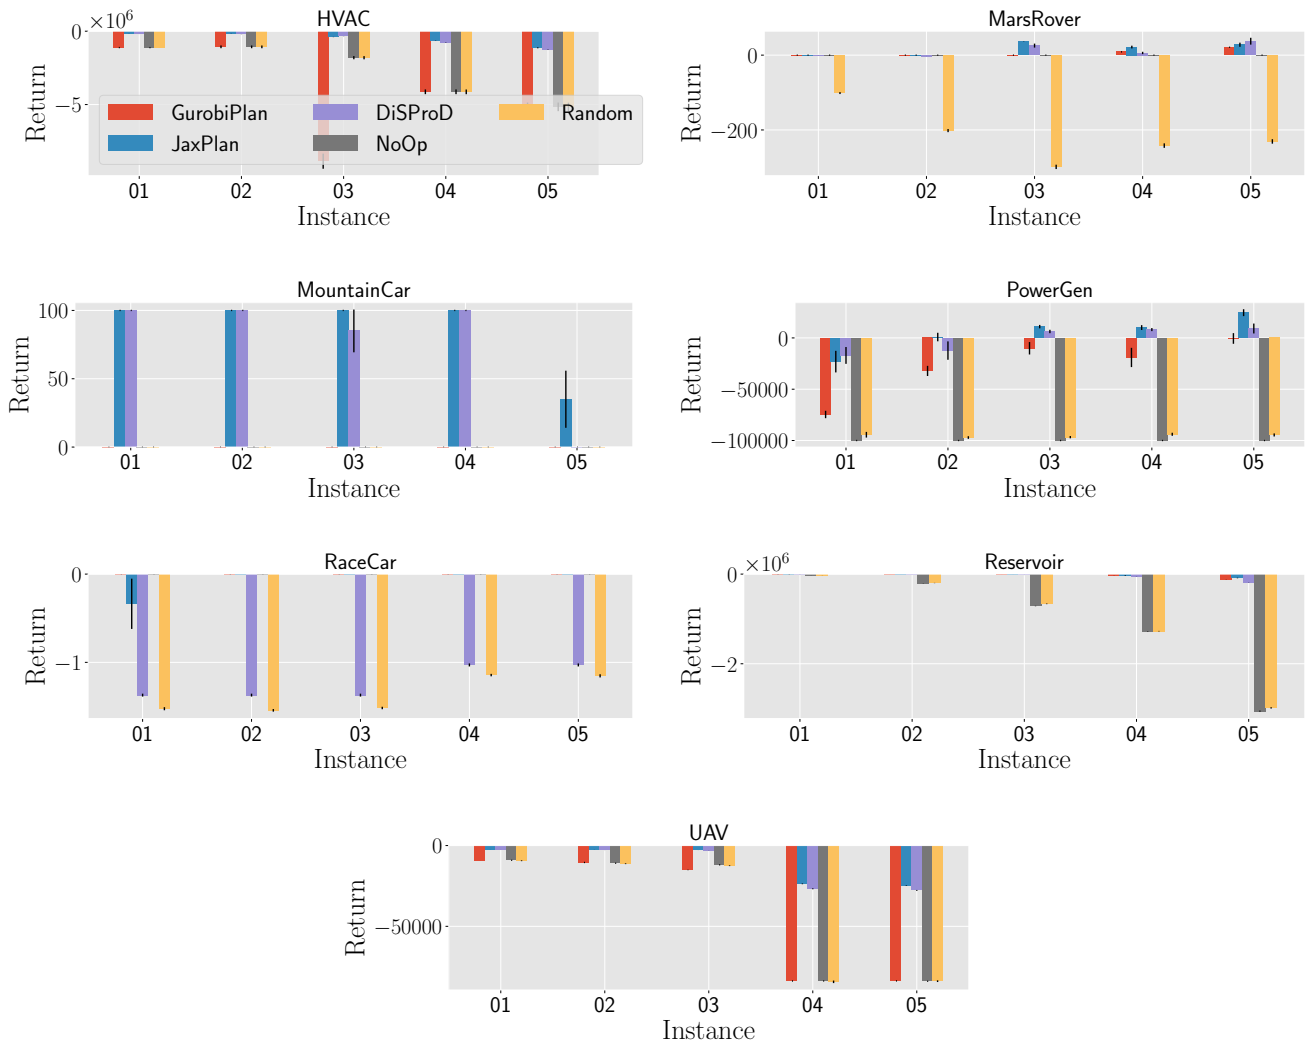 HVAC
×10⁶
0
−5
Return
GurobiPlan
DiSProD
Random
JaxPlan
NoOp
01 02 03 04 05
Instance
MarsRover
0
−200
Return
01 02 03 04 05
Instance
MountainCar
100
50
0
Return
01 02 03 04 05
Instance
PowerGen
0
−50000
−100000
Return
01 02 03 04 05
Instance
RaceCar
0
−1
Return
01 02 03 04 05
Instance
Reservoir
×10⁶
0
−2
Return
01 02 03 04 05
Instance
UAV
0
−50000
Return
01 02 03 04 05
Instance